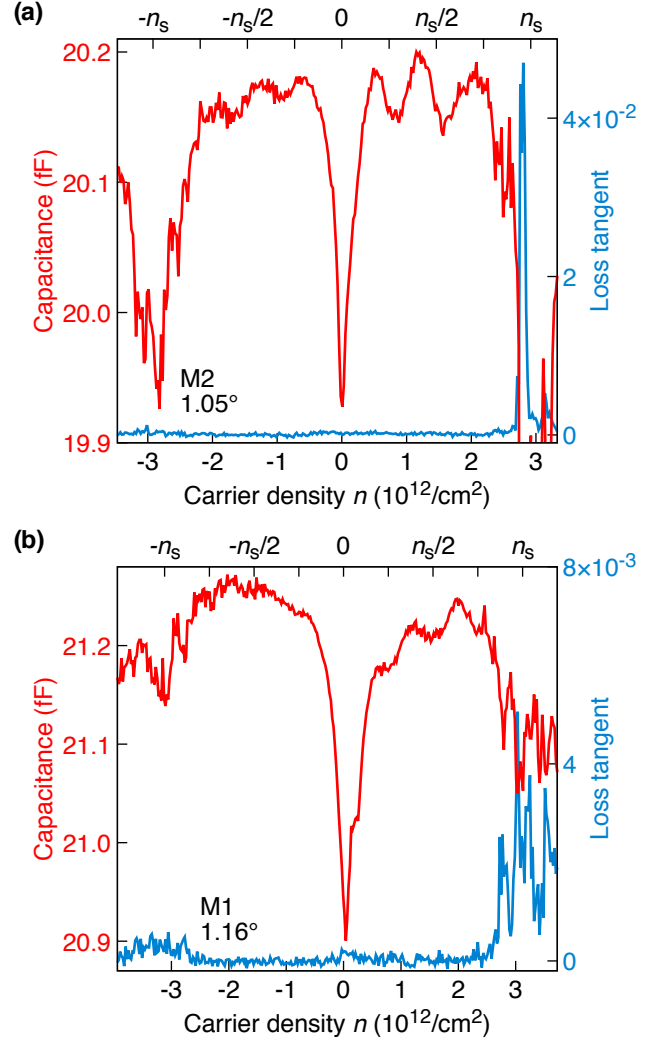 (a)
-nₛ -nₛ/2 0 nₛ/2 nₛ
20.2
20.1
20.0
19.9
Capacitance (fF)
4×10⁻²
2
0
Loss tangent
M2
1.05°
-3 -2 -1 0 1 2 3
Carrier density n (10¹²/cm²)
(b)
-nₛ -nₛ/2 0 nₛ/2 nₛ
21.2
21.1
21.0
20.9
Capacitance (fF)
8×10⁻³
4
0
Loss tangent
M1
1.16°
-3 -2 -1 0 1 2 3
Carrier density n (10¹²/cm²)